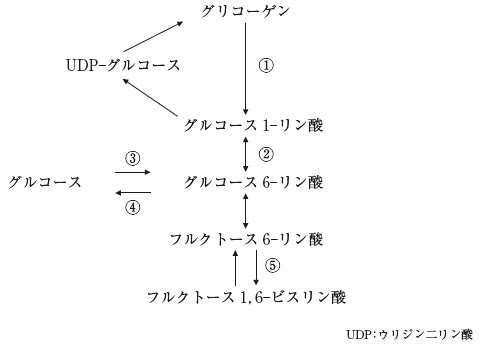 グリコーゲン
UDP-グルコース
①
グルコース 1-リン酸
②
③
グルコース
グルコース 6-リン酸
④
フルクトース 6-リン酸
⑤
フルクトース 1,6-ビスリン酸
UDP:ウリジン二リン酸